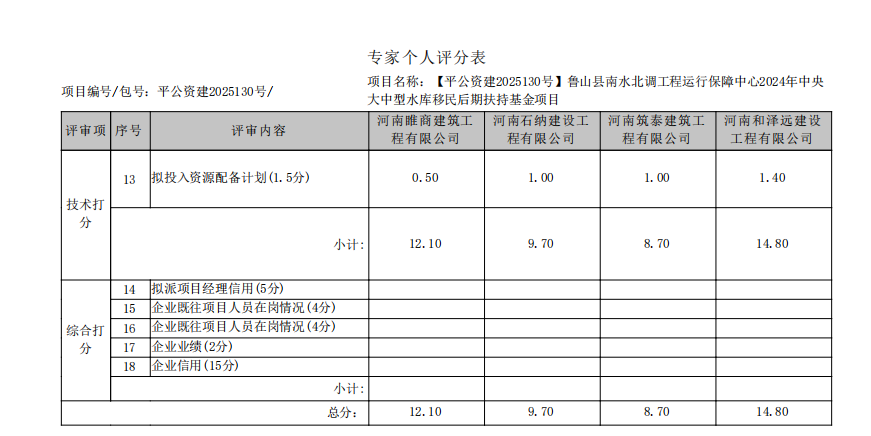 专家个人评分表
项目编号/包号: 平公资建2025130号/
项目名称: 【平公资建2025130号】鲁山县南水北调工程运行保障中心2024年中央
大中型水库移民后期扶持基金项目
评审项 序号 评审内容 河南睢商建筑工程有限公司 河南石纳建设工程有限公司 河南筑泰建筑工程有限公司 河南和泽远建设工程有限公司
技术打分
13 拟投入资源配备计划(1.5分) 0.50 1.00 1.00 1.40
小计: 12.10 9.70 8.70 14.80
综合打分
14 拟派项目经理信用(5分)
15 企业既往项目人员在岗情况(4分)
16 企业既往项目人员在岗情况(4分)
17 企业业绩(2分)
18 企业信用(15分)
小计:
总分: 12.10 9.70 8.70 14.80